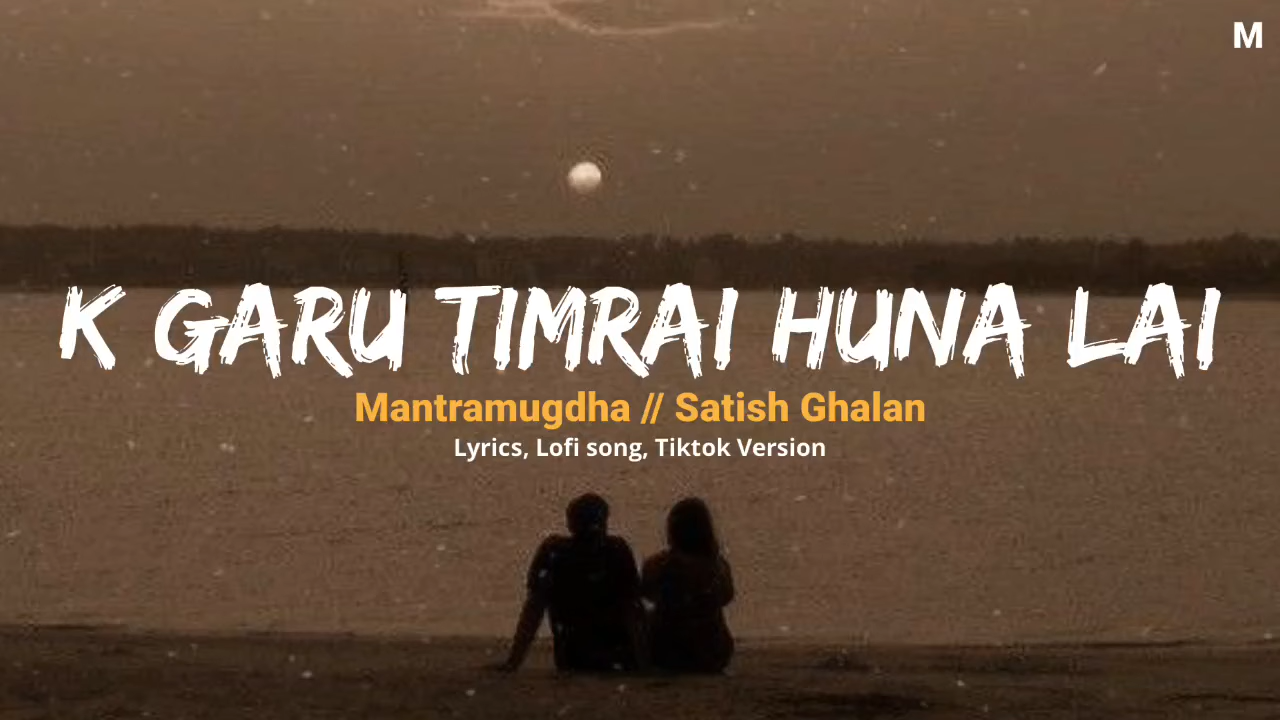 M
K GARU TIMRAI HUNA LAI
Mantramugdha // Satish Ghalan
Lyrics, Lofi song, Tiktok Version